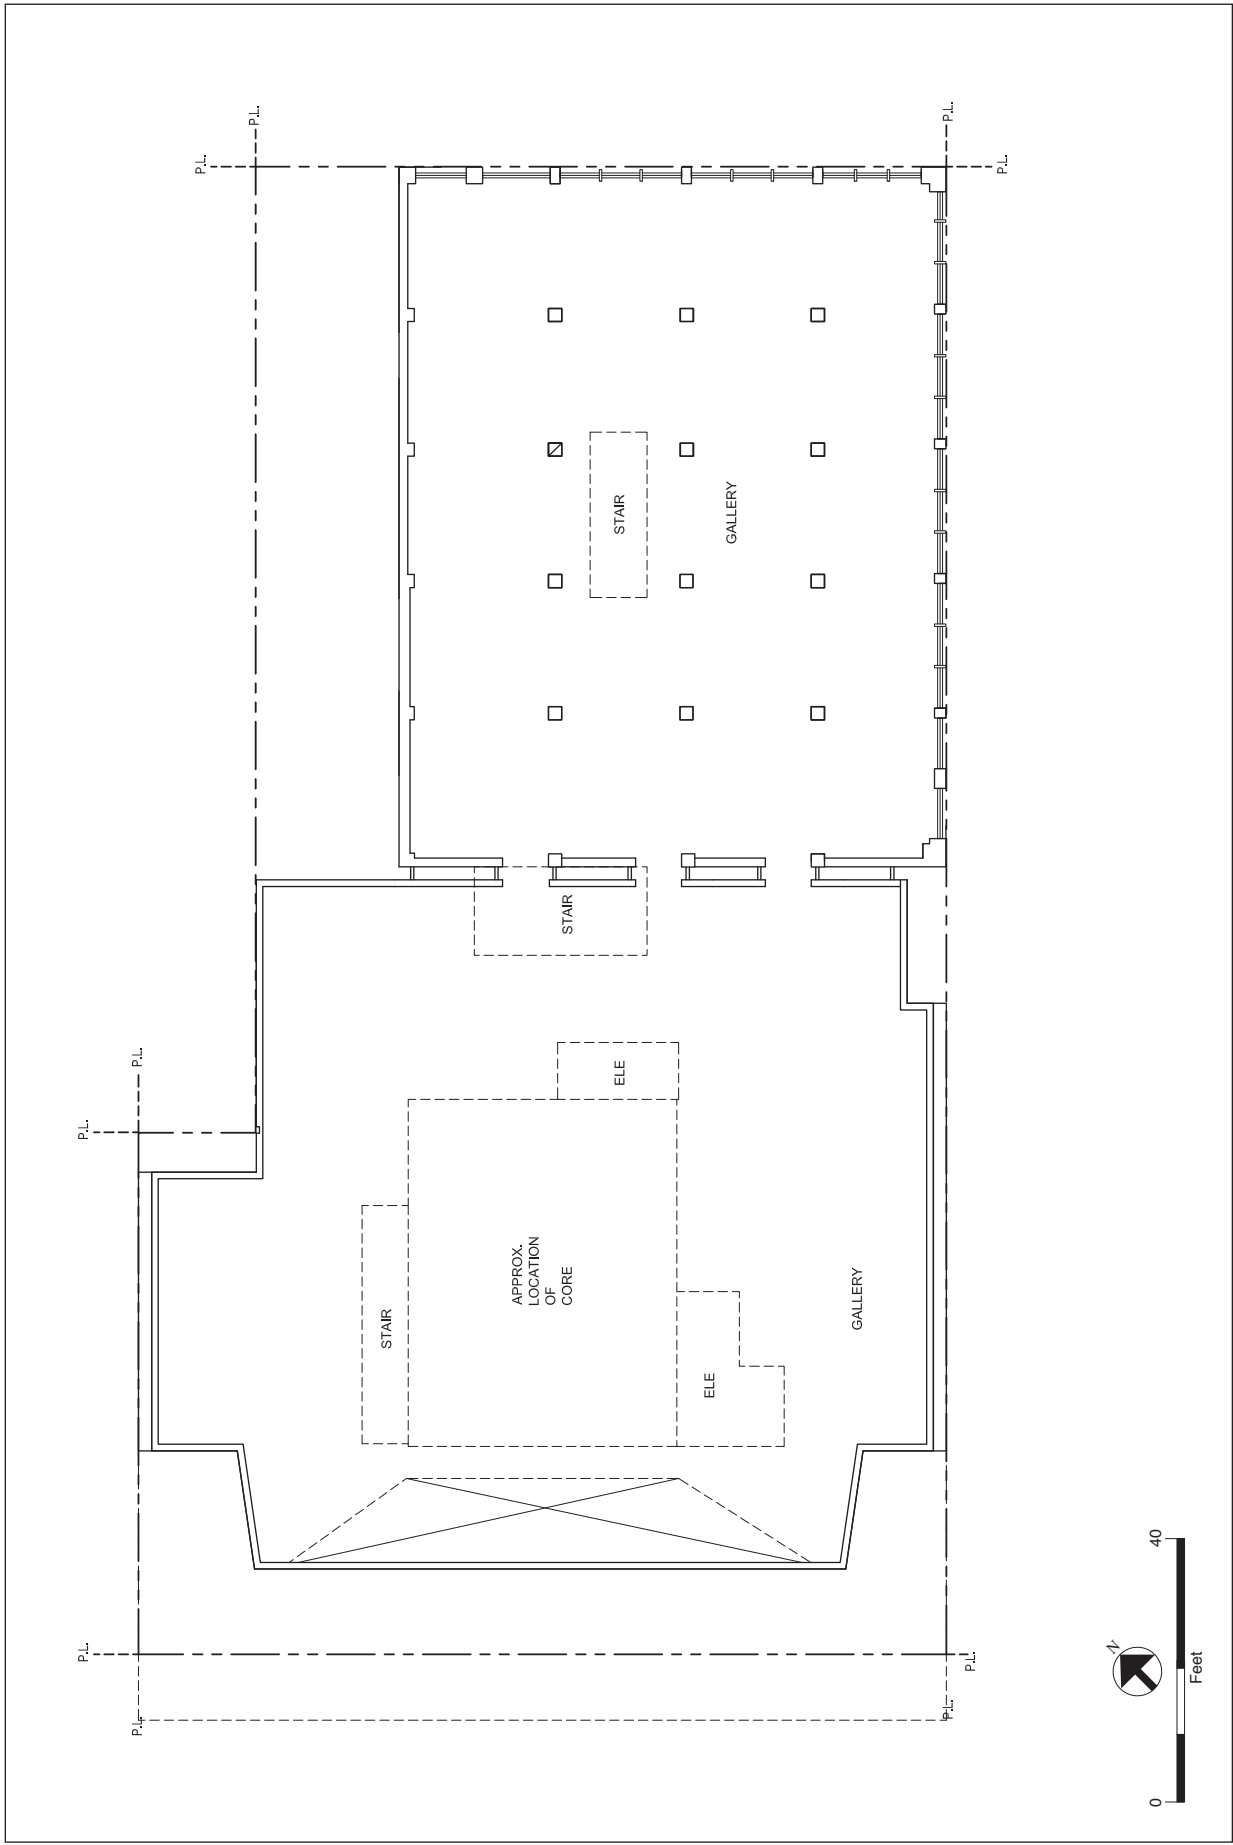 P.L.
P.L.
P.L.
P.L.
STAIR
GALLERY
STAIR
P.L.
P.L.
ELE
APPROX.
LOCATION
OF
CORE
STAIR
GALLERY
ELE
P.L.
P.L.
P.L.
P.L.
N
0
40
Feet